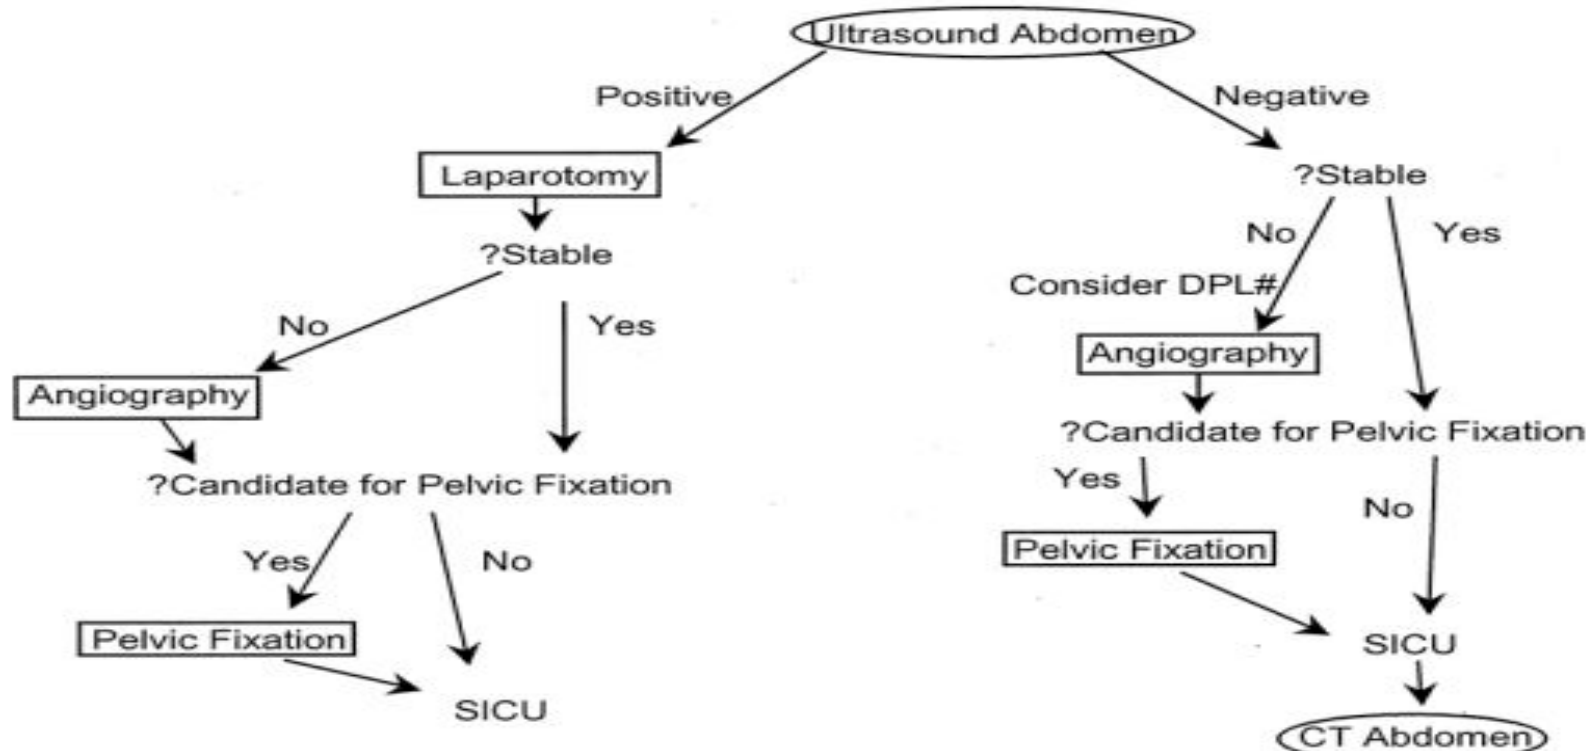 Ultrasound Abdomen
Positive
Negative
Laparotomy
?Stable
?Stable
No
Yes
Consider DPL#
No
Yes
Angiography
Angiography
?Candidate for Pelvic Fixation
?Candidate for Pelvic Fixation
Yes
No
Yes
No
Pelvic Fixation
Pelvic Fixation
SICU
SICU
CT Abdomen